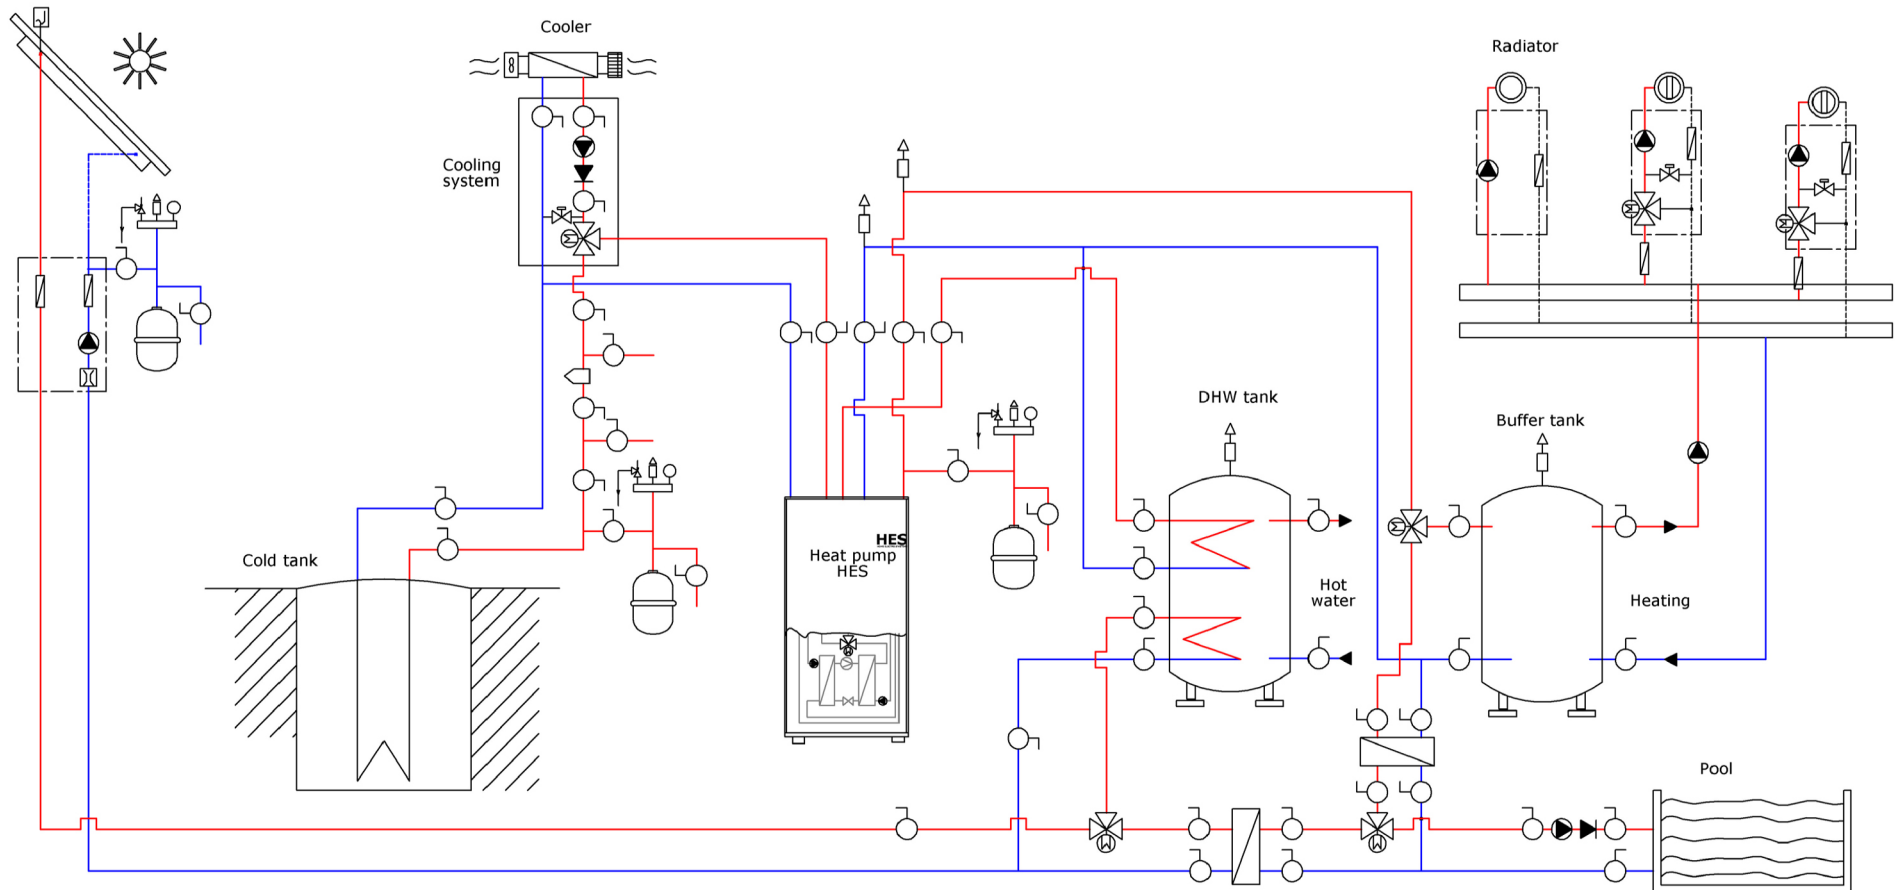 Cooler
Radiator
Cooling
system
DHW tank
Buffer tank
HES
Heat pump
HES
Cold tank
Hot
water
Heating
Pool